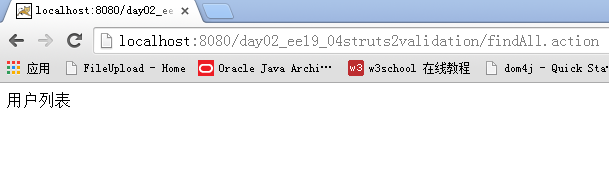 localhost:8080/day02_ee
localhost:8080/day02_ee19_04struts2validation/findAll.action
应用 FileUpload - Home Oracle Java Archi… w3 w3school 在线教程 dom4j - Quick Sta
用户列表